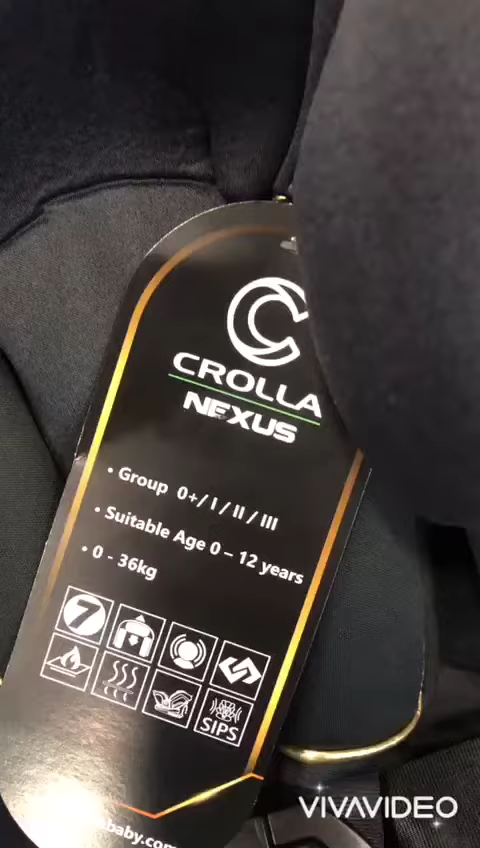 CROLLA
NEXUS
• Group 0+/ I / II / III
• Suitable Age 0 – 12 years
• 0 - 36kg
7
SIPS
baby.com
VIVAVIDEO